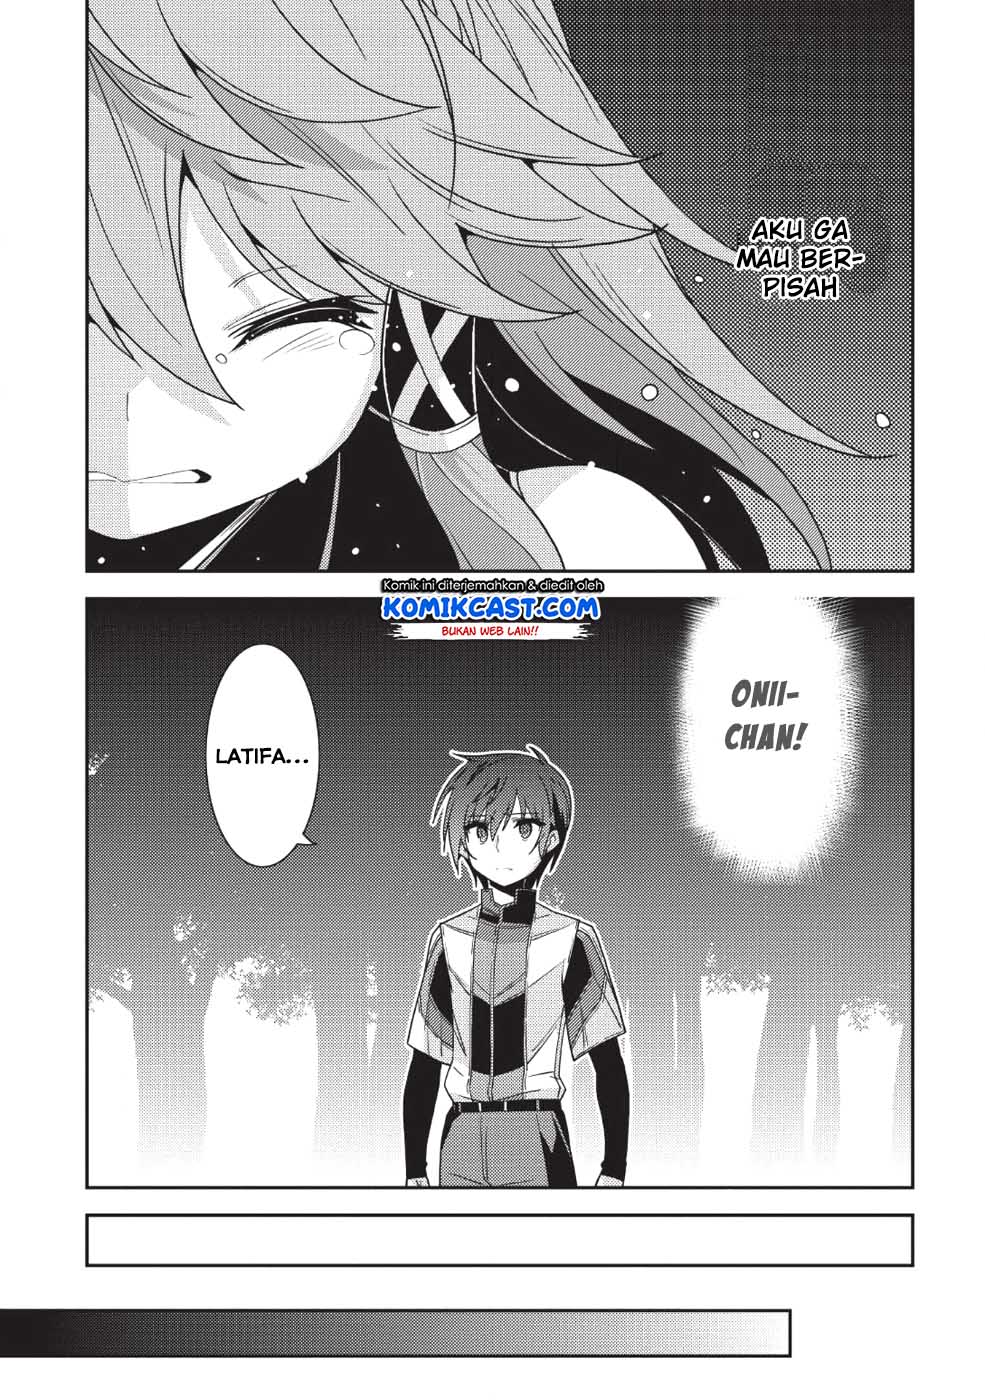 AKU GA
MAU BER-
PISAH
Komik ini diterjemahkan & diedit oleh
KOMIKCAST.COM
BUKAN WEB LAIN!!
ONII-
CHAN!
LATIFA...